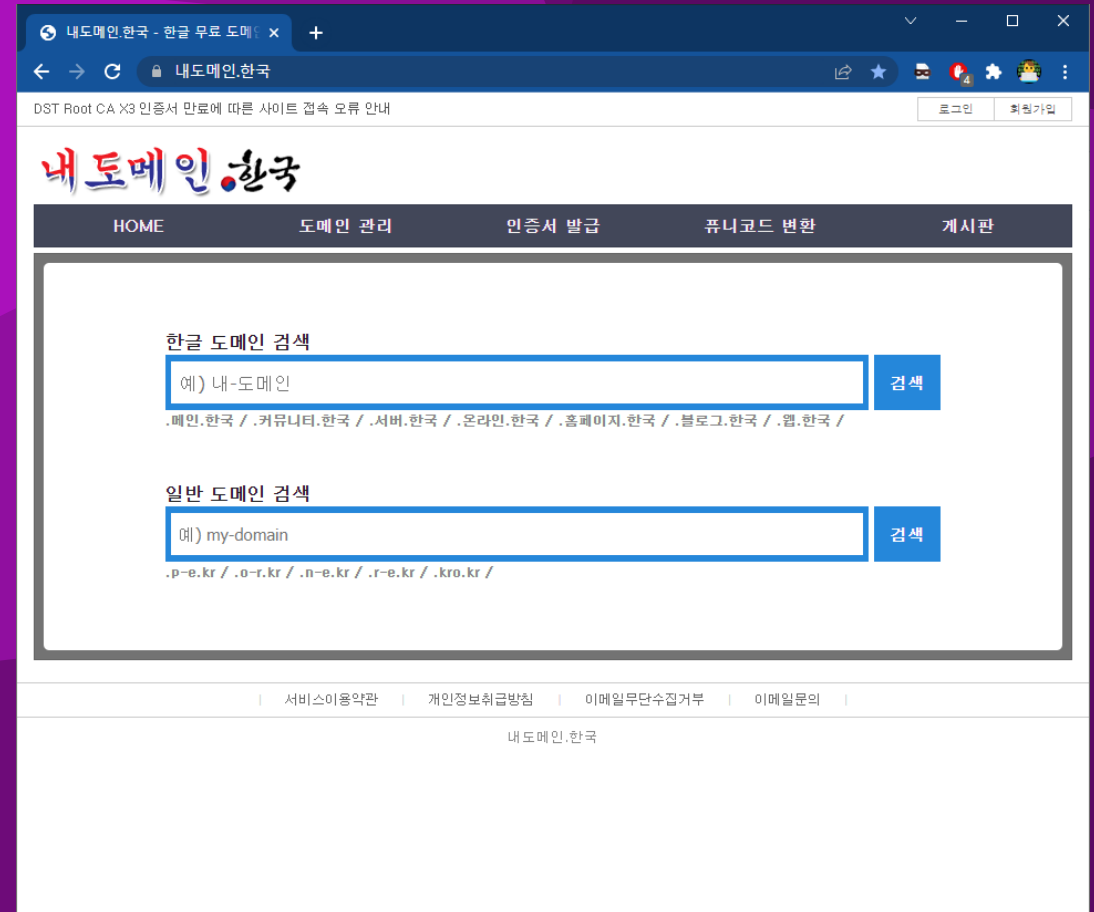 내도메인.한국 - 한글 무료 도메인
내도메인.한국
4
DST Root CA X3 인증서 만료에 따른 사이트 접속 오류 안내
로그인
회원가입
내도메인.한국
HOME 도메인 관리 인증서 발급 퓨니코드 변환 게시판
한글 도메인 검색
예) 내-도메인
검색
.메인.한국 / .커뮤니티.한국 / .서버.한국 / .온라인.한국 / .홈페이지.한국 / .블로그.한국 / .웹.한국 /
일반 도메인 검색
예) my-domain
검색
.p-e.kr / .o-r.kr / .n-e.kr / .r-e.kr / .kro.kr /
| 서비스이용약관 | 개인정보취급방침 | 이메일무단수집거부 | 이메일문의 |
내도메인.한국